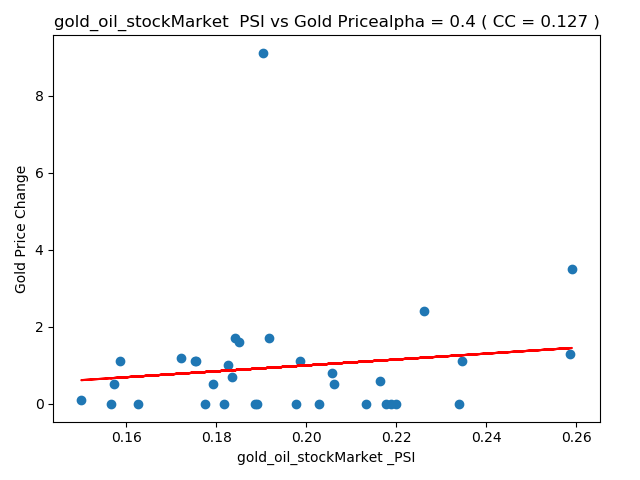 gold_oil_stockMarket  PSI vs Gold Pricealpha = 0.4 ( CC = 0.127 )
Gold Price Change
8
6
4
2
0
0.16 0.18 0.20 0.22 0.24 0.26
gold_oil_stockMarket _PSI